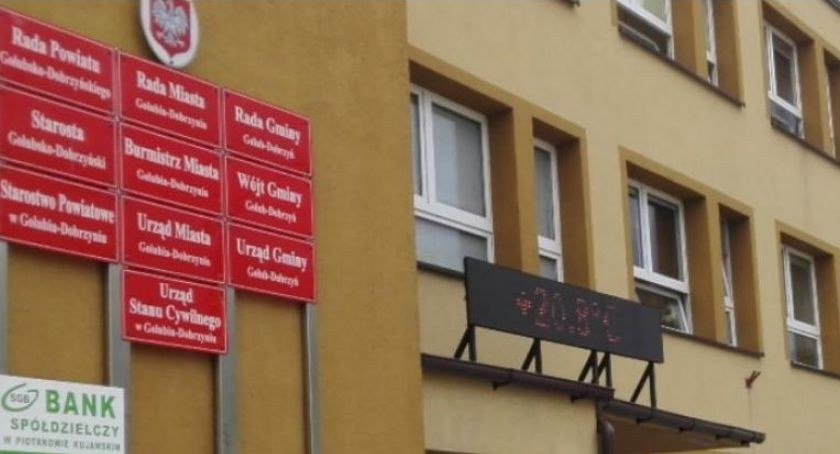 Rada Powiatu
Golubsko-Dobrzyńskiego
Starosta
Golubsko-Dobrzyński
Starostwo Powiatowe
w Golubiu-Dobrzyniu
Rada Miasta
Golubia-Dobrzynia
Burmistrz Miasta
Golubia-Dobrzynia
Urząd Miasta
Golubia-Dobrzynia
Urząd
Stanu Cywilnego
w Golubiu-Dobrzyniu
Rada Gminy
Golub-Dobrzyń
Wójt Gminy
Golub-Dobrzyń
Urząd Gminy
Golub-Dobrzyń
+20.8°C
SGB BANK
SPÓŁDZIELCZY
W PIOTRKOWIE KUJAWSKIM